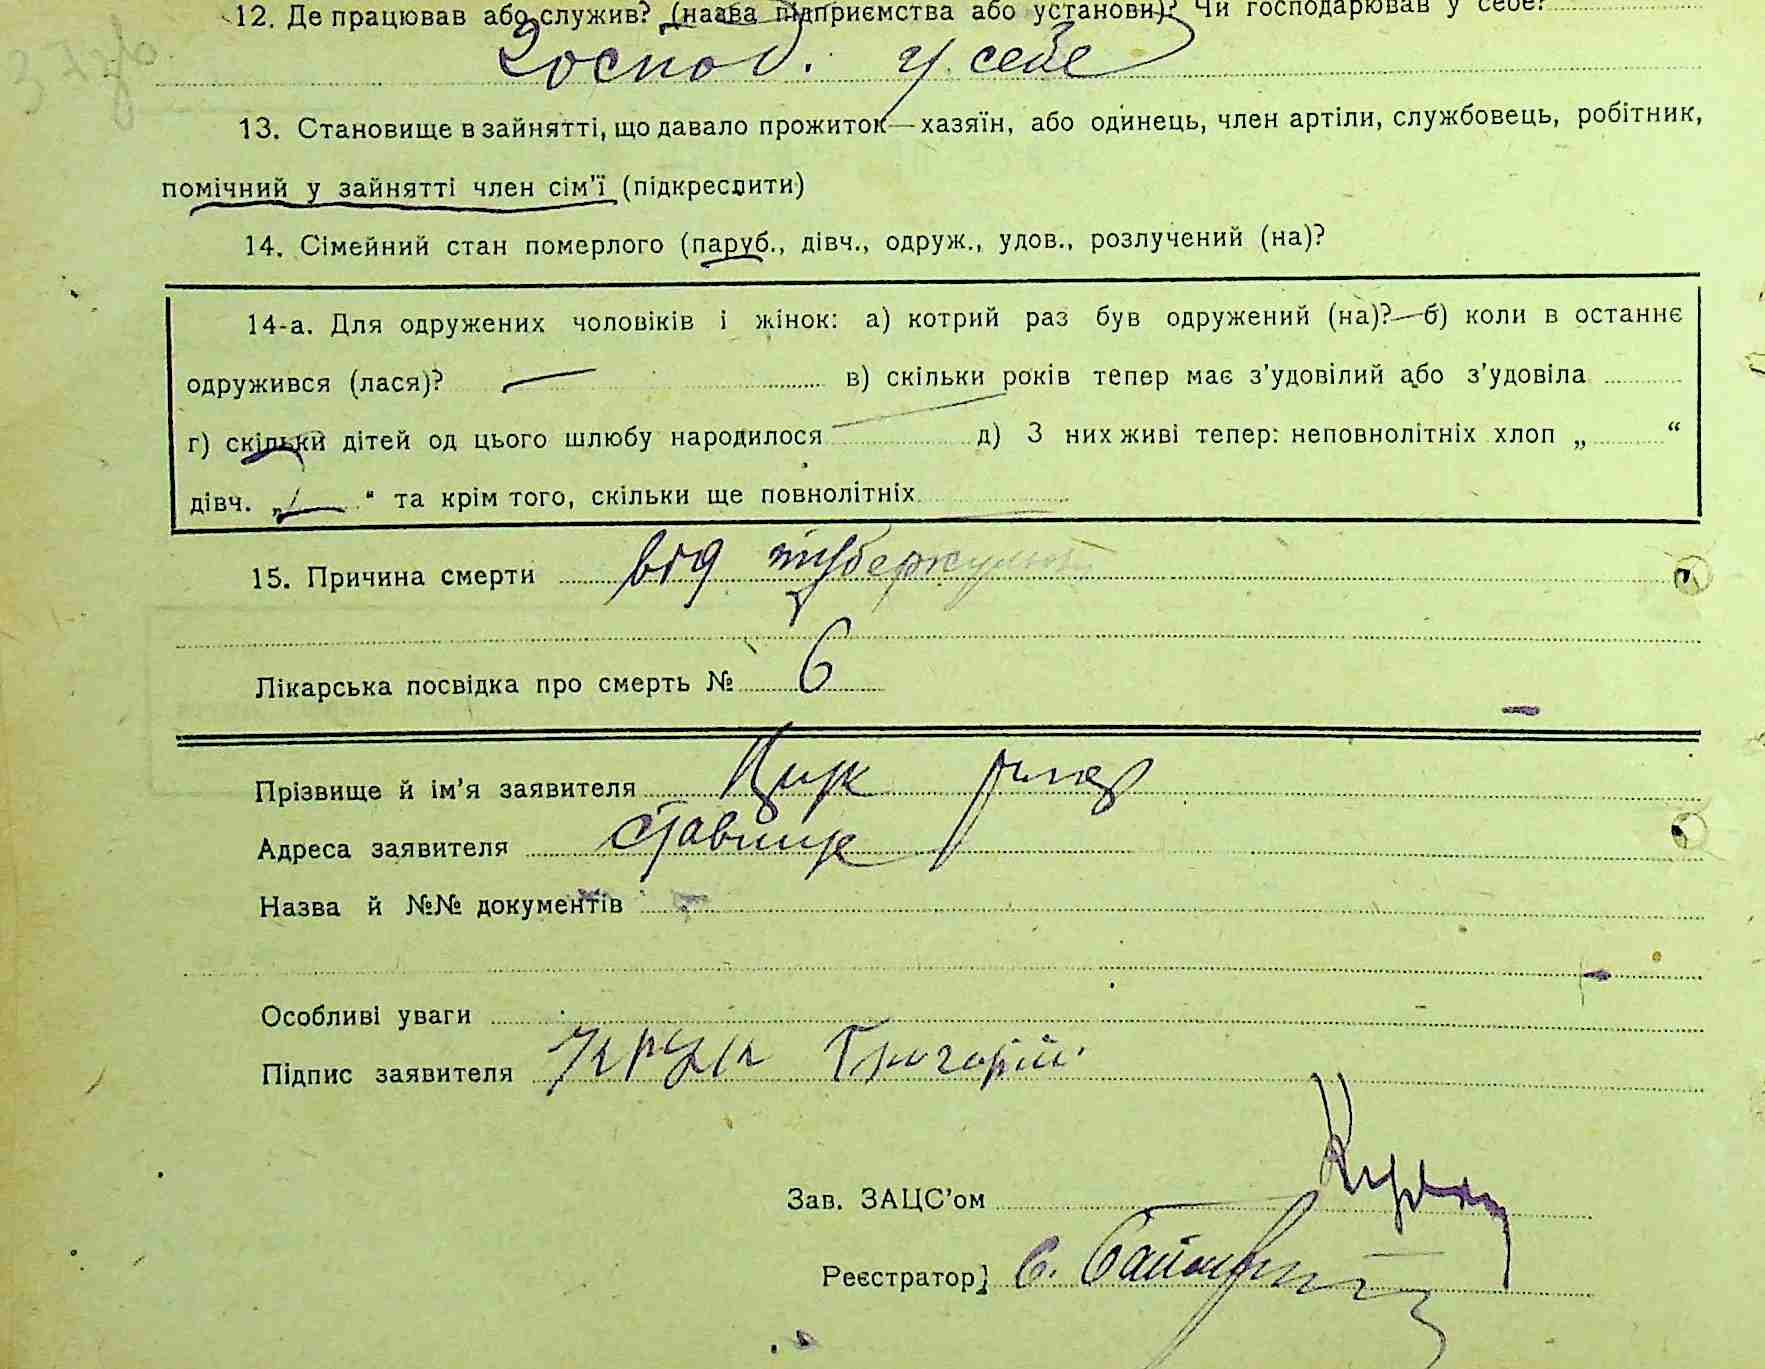 12. Де працював або служив? (назва підприємства або установи)? Чи господарював у себе?
Господ. у себе
13. Становище в зайнятті, що давало прожиток—хазяїн, або одинець, член артіли, службовець, робітник,
помічний у зайнятті член сім’ї (підкреслити)
14. Сімейний стан померлого (паруб., дівч., одруж., удов., розлучений (на)?
14-а. Для одружених чоловіків і жінок: а) котрий раз був одружений (на)? — б) коли в останнє
одружився (лася)? — в) скільки років тепер має з’удовілий або з’удовіла
г) скільки дітей од цього шлюбу народилося д) З них живі тепер: неповнолітніх хлоп „ “
дівч. „ — “ та крім того, скільки ще повнолітніх
15. Причина смерти від туберкульоз
Лікарська посвідка про смерть № 6
Прізвище й ім’я заявителя
Адреса заявителя Ставище
Назва й №№ документів
Особливі уваги
Підпис заявителя Григорій
Зав. ЗАЦС’ом
Реєстратор